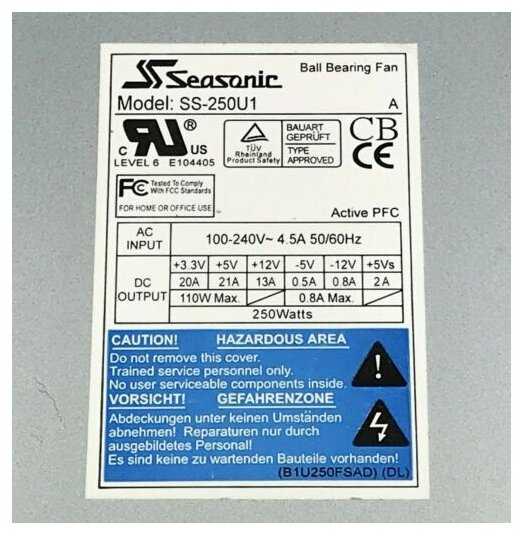 Seasonic
Ball Bearing Fan
Model: SS-250U1 A
C RU ® US
LEVEL 6 E104405
TÜV
Rheinland
Product Safety
BAUART
GEPRÜFT
TYPE
APPROVED
CB
CE
FC Tested To Comply
With FCC Standards
FOR HOME OR OFFICE USE
Active PFC
AC INPUT 100-240V~ 4.5A 50/60Hz
+3.3V +5V +12V -5V -12V +5Vs
DC OUTPUT 20A 21A 13A 0.5A 0.8A 2A
110W Max. 0.8A Max.
250Watts
CAUTION! HAZARDOUS AREA
Do not remove this cover.
Trained service personnel only.
No user serviceable components inside.
VORSICHT! GEFAHRENZONE
Abdeckungen unter keinen Umständen
abnehmen! Reparaturen nur durch
ausgebildetes Personal!
Es sind keine zu wartenden Bauteile vorhanden!
(B1U250FSAD) (DL)